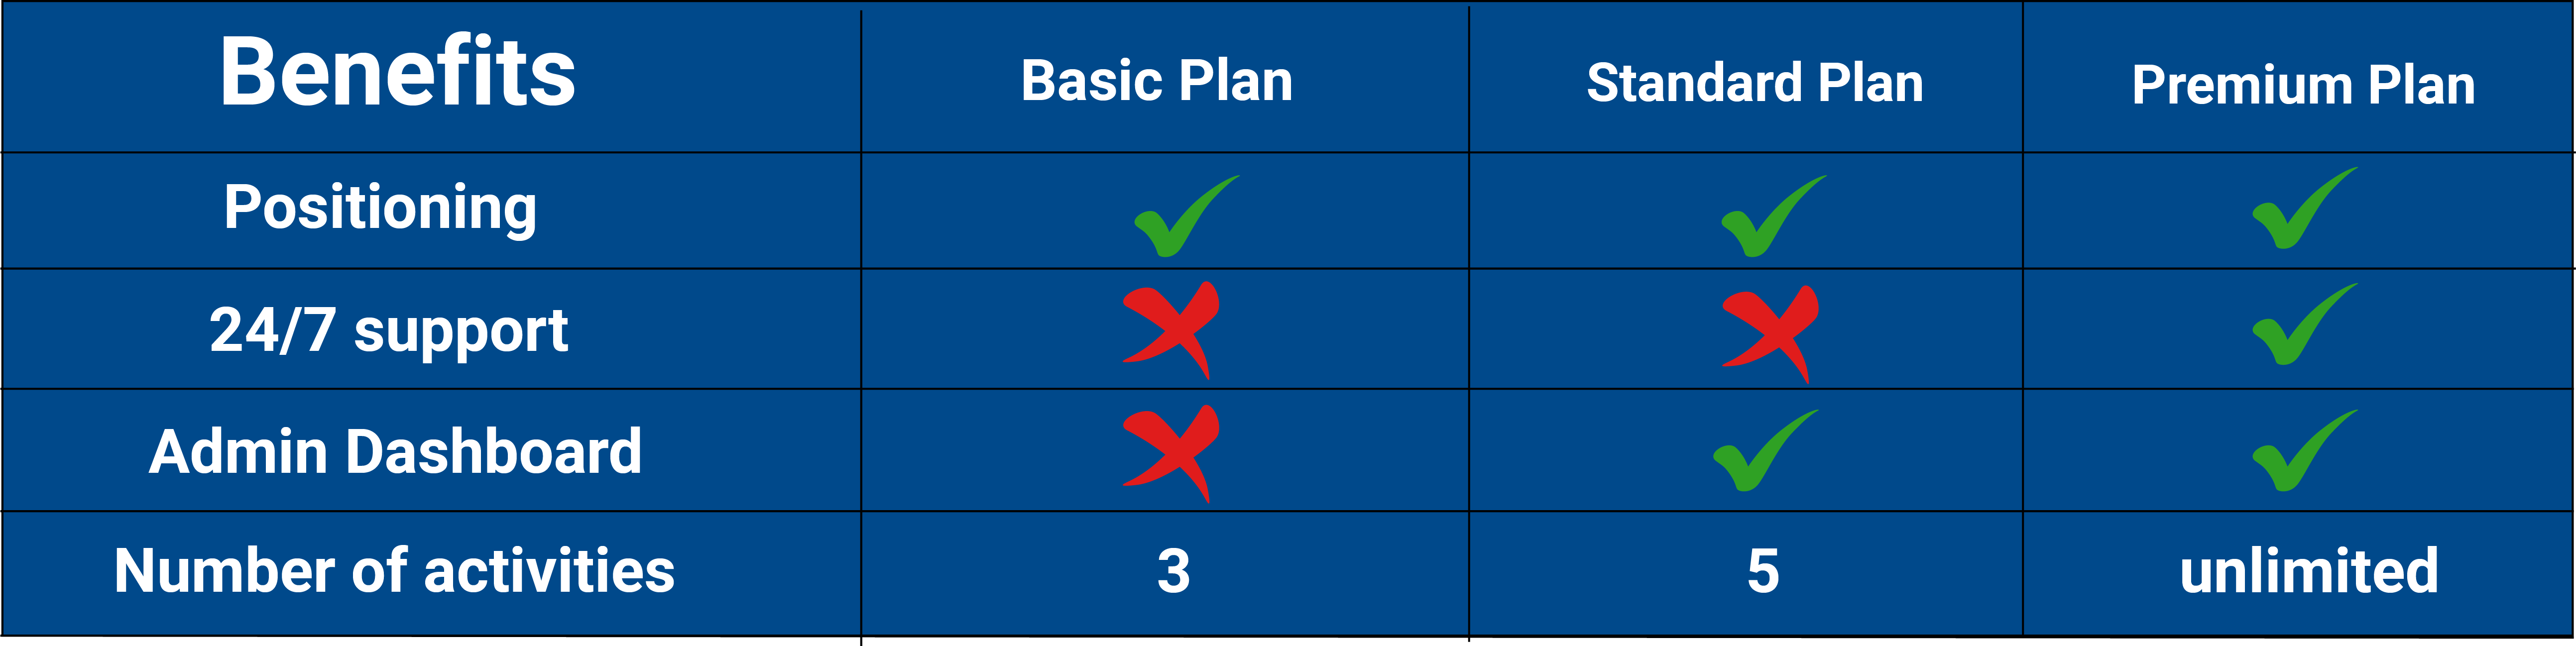 Benefits
Basic Plan
Standard Plan
Premium Plan
Positioning
24/7 support
Admin Dashboard
Number of activities
3
5
unlimited